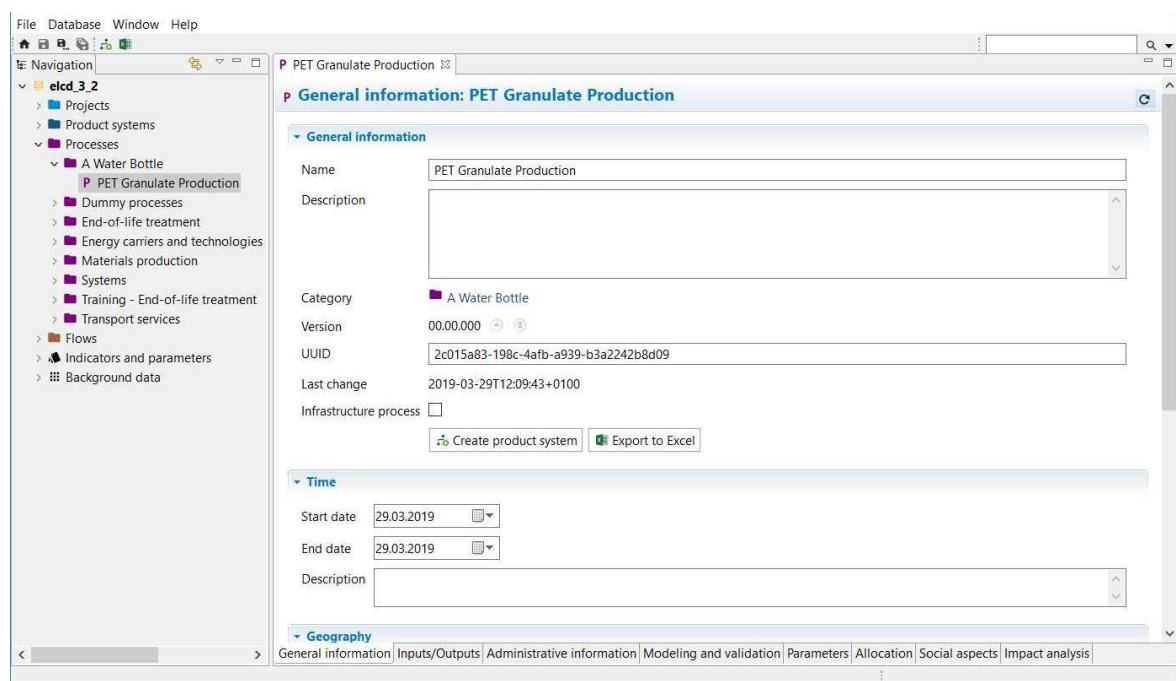 File Database Window Help
Navigation
elcd_3_2
Projects
Product systems
Processes
A Water Bottle
P PET Granulate Production
Dummy processes
End-of-life treatment
Energy carriers and technologies
Materials production
Systems
Training - End-of-life treatment
Transport services
Flows
Indicators and parameters
Background data
P PET Granulate Production
P General information: PET Granulate Production
General information
Name PET Granulate Production
Description
Category A Water Bottle
Version 00.00.000
UUID 2c015a83-198c-4afb-a939-b3a2242b8d09
Last change 2019-03-29T12:09:43+0100
Infrastructure process
Create product system Export to Excel
Time
Start date 29.03.2019
End date 29.03.2019
Description
Geography
General information Inputs/Outputs Administrative information Modeling and validation Parameters Allocation Social aspects Impact analysis